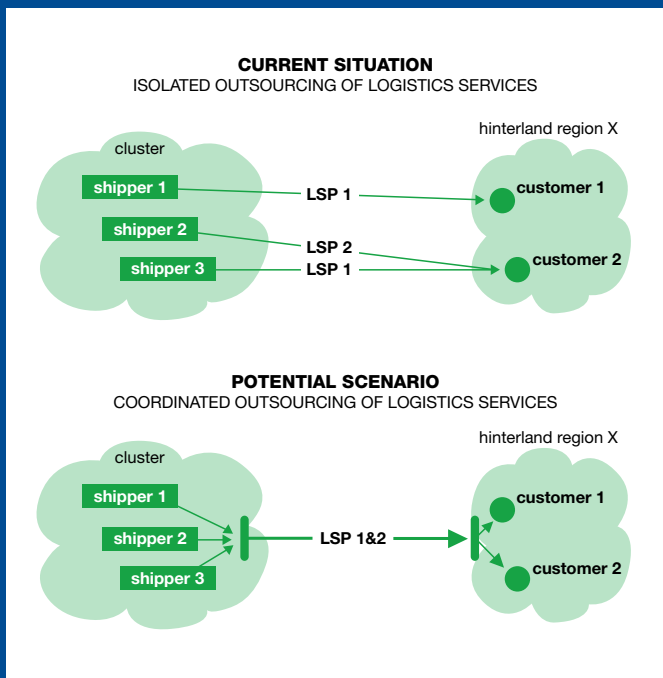 CURRENT SITUATION
ISOLATED OUTSOURCING OF LOGISTICS SERVICES
hinterland region X
cluster
shipper 1
LSP 1
customer 1
shipper 2
LSP 2
customer 2
shipper 3
LSP 1
POTENTIAL SCENARIO
COORDINATED OUTSOURCING OF LOGISTICS SERVICES
hinterland region X
cluster
shipper 1
customer 1
shipper 2
LSP 1&2
shipper 3
customer 2